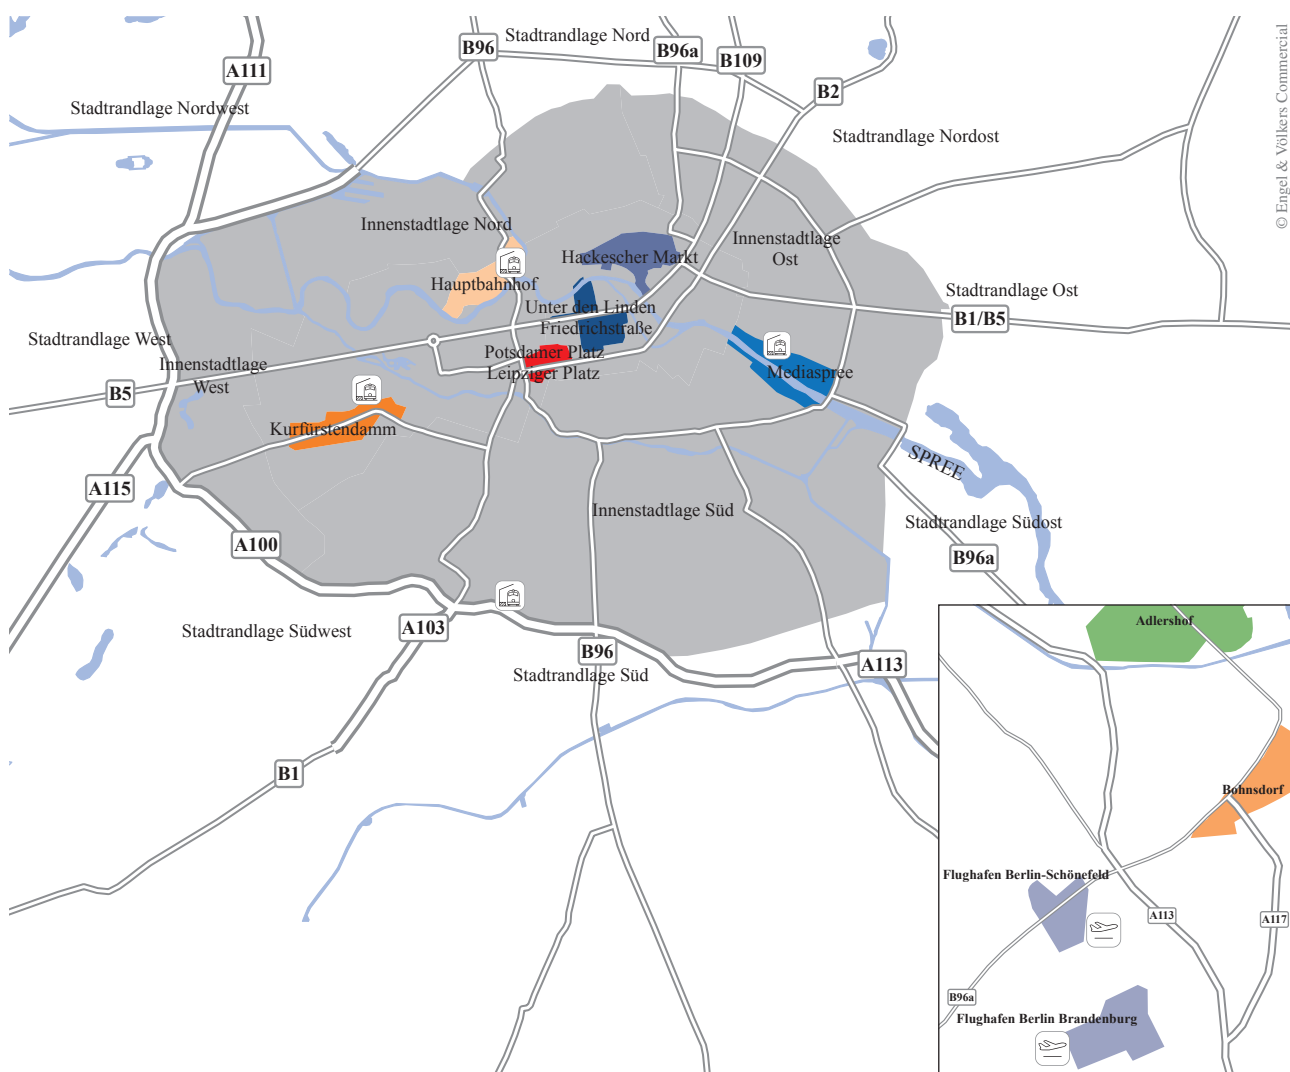 Stadtrandlage Nord
B96
B96a
B109
A111
B2
© Engel & Völkers Commercial
Stadtrandlage Nordwest
Stadtrandlage Nordost
Innenstadtlage Nord
Innenstadtlage
Ost
Hackescher Markt
Hauptbahnhof
Stadtrandlage Ost
B1/B5
Unter den Linden
Friedrichstraße
Stadtrandlage West
Innenstadtlage
West
Potsdamer Platz
Leipziger Platz
Mediaspree
B5
Kurfürstendamm
SPREE
A115
Innenstadtlage Süd
Stadtrandlage Südost
A100
B96a
Stadtrandlage Südwest
A103
B96
A113
Stadtrandlage Süd
B1
Adlershof
Bohnsdorf
Flughafen Berlin-Schönefeld
A113
A117
B96a
Flughafen Berlin Brandenburg